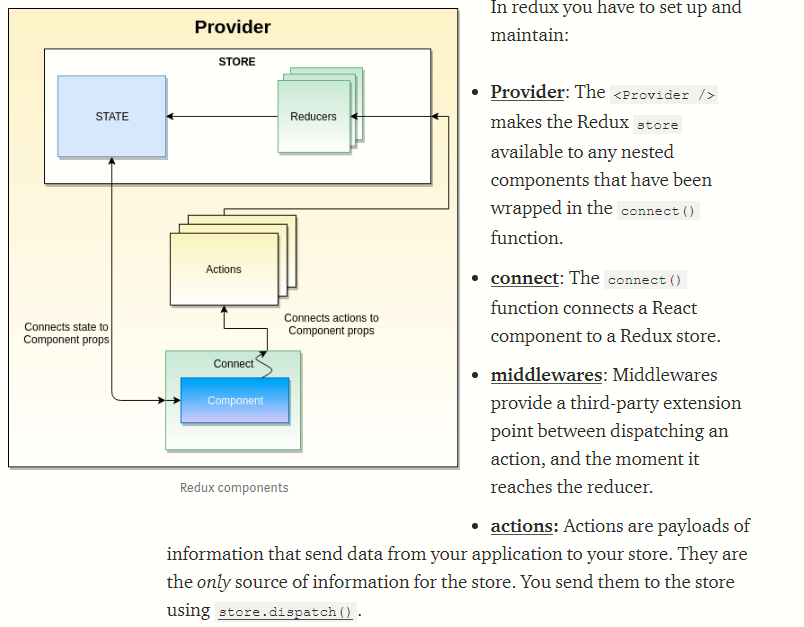 Provider
STORE
STATE
Reducers
Actions
Connects state to
Component props
Connects actions to
Component props
Connect
Component
Redux components
In redux you have to set up and
maintain:
• Provider: The <Provider />
makes the Redux store
available to any nested
components that have been
wrapped in the connect()
function.
• connect: The connect()
function connects a React
component to a Redux store.
• middlewares: Middlewares
provide a third-party extension
point between dispatching an
action, and the moment it
reaches the reducer.
• actions: Actions are payloads of
information that send data from your application to your store. They are
the only source of information for the store. You send them to the store
using store.dispatch().